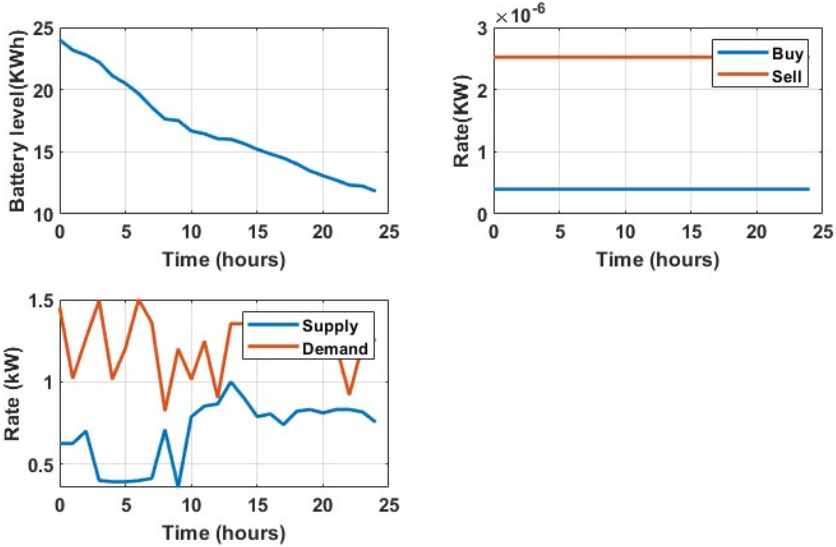 25
20
15
10
Battery level(KWh)
0 5 10 15 20 25
Time (hours)
×10⁻⁶
3
2
1
0
Rate(KW)
Buy
Sell
0 5 10 15 20 25
Time (hours)
1.5
1
0.5
Rate (kW)
Supply
Demand
0 5 10 15 20 25
Time (hours)